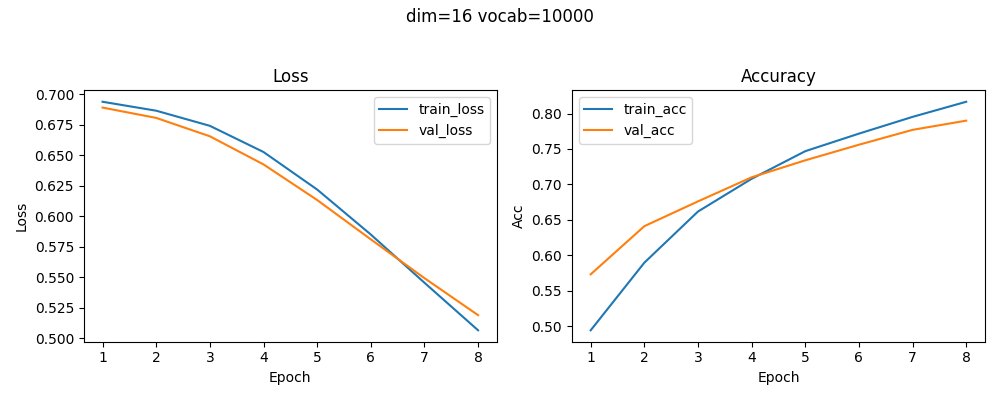 dim=16 vocab=10000
Loss
train_loss
val_loss
0.700
0.675
0.650
0.625
0.600
0.575
0.550
0.525
0.500
Loss
1 2 3 4 5 6 7 8
Epoch
Accuracy
train_acc
val_acc
0.80
0.75
0.70
0.65
0.60
0.55
0.50
Acc
1 2 3 4 5 6 7 8
Epoch